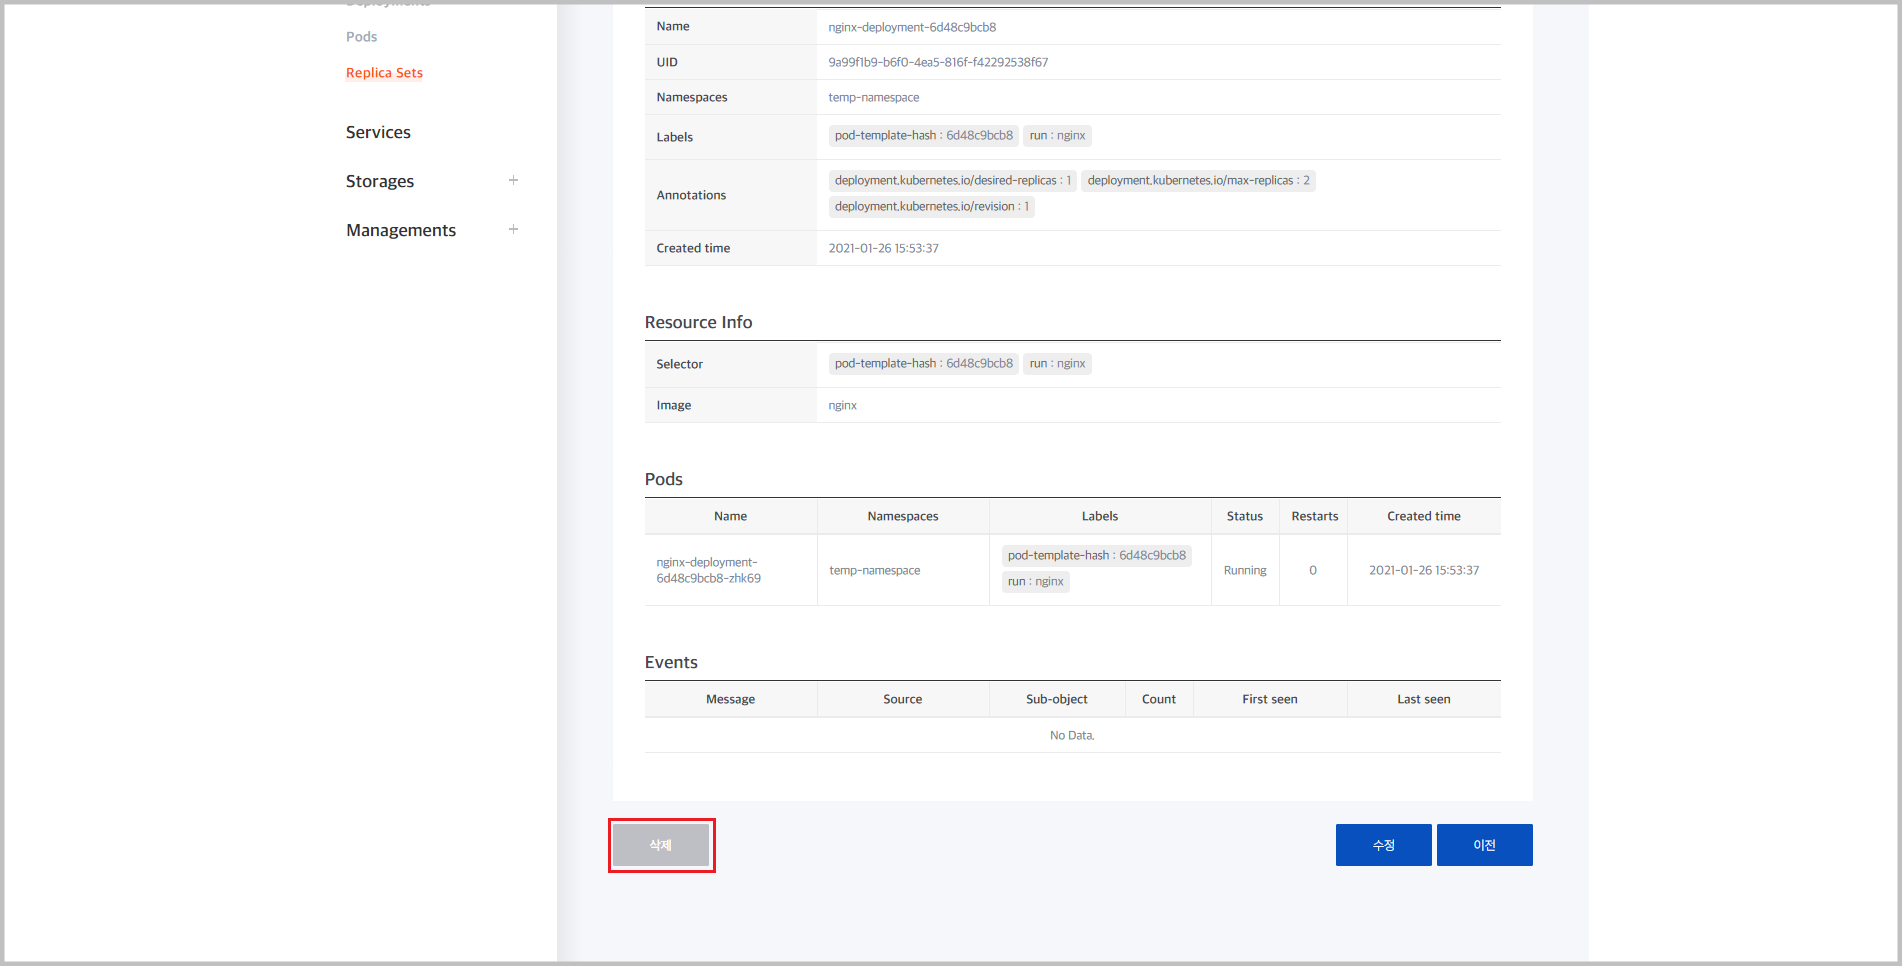 Deployments
Pods
Replica Sets
Services
Storages +
Managements +
Name nginx-deployment-6d48c9bcb8
UID 9a99f1b9-b6f0-4ea5-816f-f42292538f67
Namespaces temp-namespace
Labels pod-template-hash : 6d48c9bcb8 run : nginx
Annotations deployment.kubernetes.io/desired-replicas : 1 deployment.kubernetes.io/max-replicas : 2
deployment.kubernetes.io/revision : 1
Created time 2021-01-26 15:53:37
Resource Info
Selector pod-template-hash : 6d48c9bcb8 run : nginx
Image nginx
Pods
Name Namespaces Labels Status Restarts Created time
nginx-deployment-
6d48c9bcb8-zhk69 temp-namespace pod-template-hash : 6d48c9bcb8 Running 0 2021-01-26 15:53:37
run : nginx
Events
Message Source Sub-object Count First seen Last seen
No Data.
삭제 수정 이전